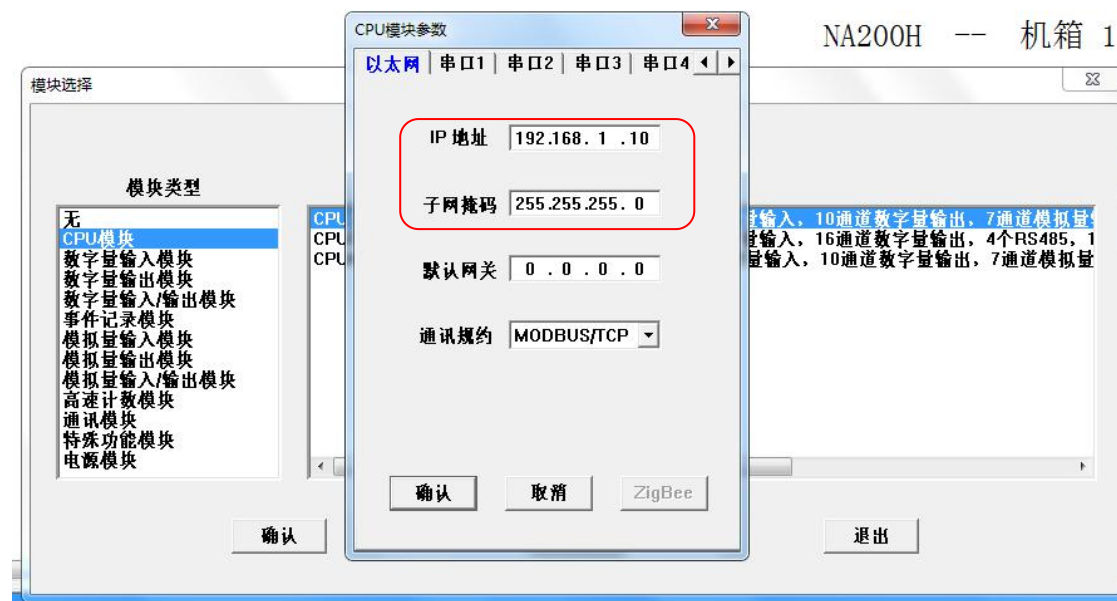 NA200H -- 机箱 1
CPU模块参数
以太网 串口1 串口2 串口3 串口4
IP 地址 192.168. 1 .10
子网掩码 255.255.255. 0
默认网关 0 . 0 . 0 . 0
通讯规约 MODBUS/TCP
确认 取消 ZigBee
模块选择
模块类型
无
CPU模块
数字量输入模块
数字量输出模块
数字量输入/输出模块
事件记录模块
模拟量输入模块
模拟量输出模块
模拟量输入/输出模块
高速计数模块
通讯模块
特殊功能模块
电源模块
CPU 量输入，10通道数字量输出，7通道模拟量
CPU 量输入，16通道数字量输出，4个RS485，1
CPU 量输入，10通道数字量输出，7通道模拟量
确认 退出